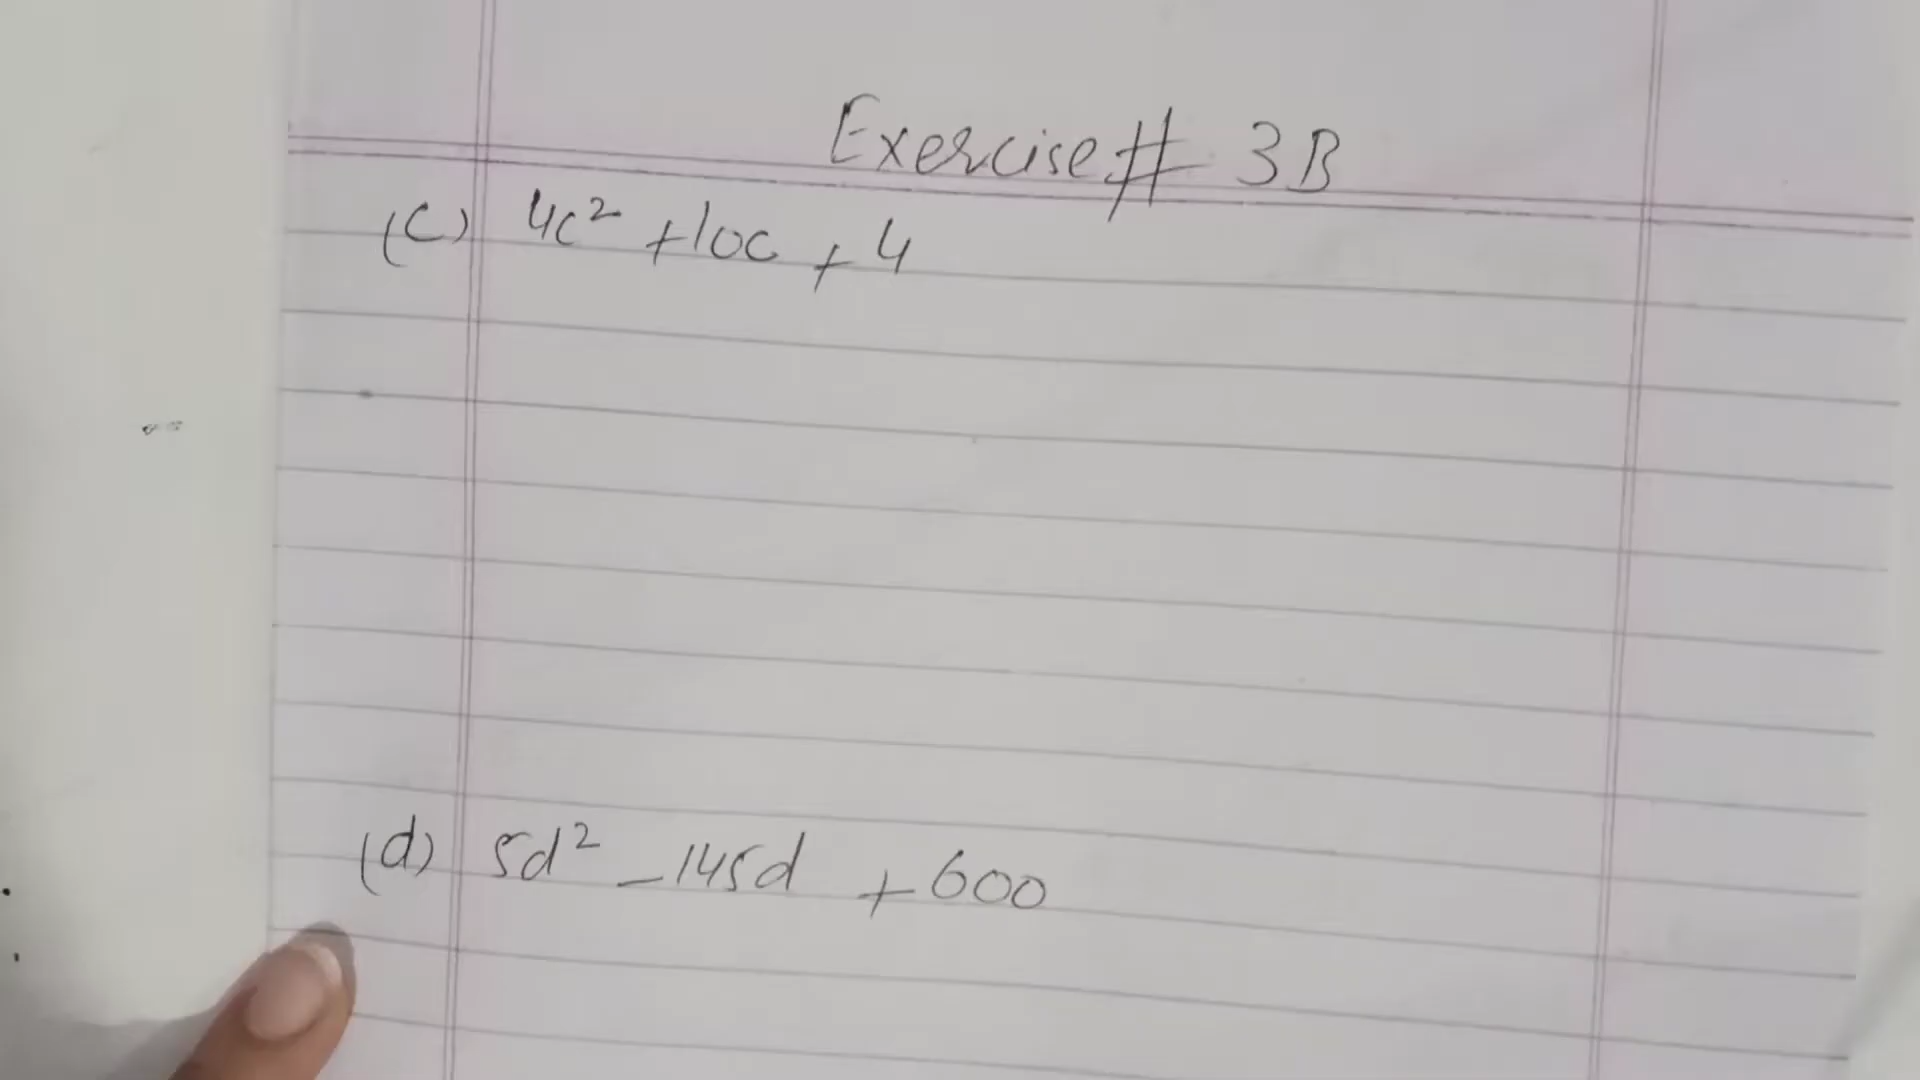 Exercise# 3B
(c) 4c² +10c + 4
(d) 5d² - 145d + 600